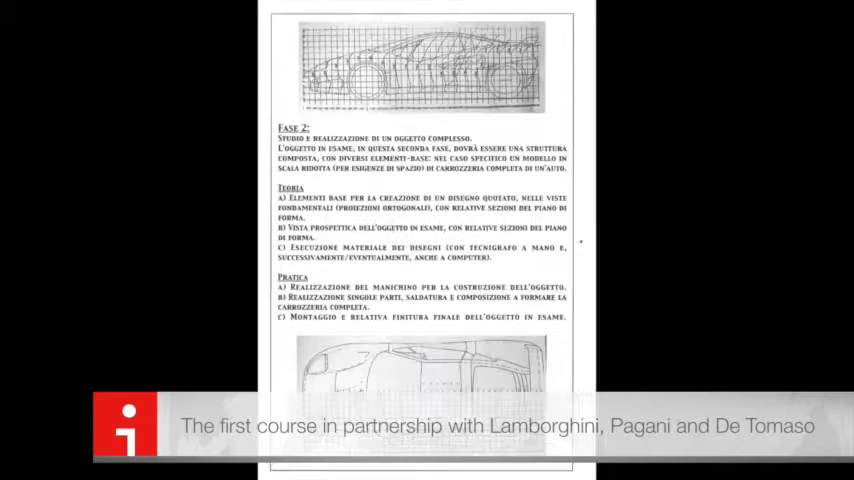 FASE 2:
STUDIO E REALIZZAZIONE DI UN OGGETTO COMPLESSO.
L'OGGETTO IN ESAME, IN QUESTA SECONDA FASE, DOVRÀ ESSERE UNA STRUTTURA
COMPOSTA, CON DIVERSI ELEMENTI-BASE: NEL CASO SPECIFICO UN MODELLO IN
SCALA RIDOTTA (PER ESIGENZE DI SPAZIO) DI CARROZZERIA COMPLETA DI UN'AUTO.
TEORIA
A) ELEMENTI BASE PER LA CREAZIONE DI UN DISEGNO QUOTATO, NELLE VISTE
FONDAMENTALI (PROIEZIONI ORTOGONALI), CON RELATIVE SEZIONI DEL PIANO DI
FORMA.
B) VISTA PROSPETTICA DELL'OGGETTO IN ESAME, CON RELATIVE SEZIONI DEL PIANO
DI FORMA.
C) ESECUZIONE MATERIALE DEI DISEGNI (CON TECNIGRAFO A MANO E,
SUCCESSIVAMENTE/EVENTUALMENTE, ANCHE A COMPUTER).
PRATICA
A) REALIZZAZIONE DEL MANICHINO PER LA COSTRUZIONE DELL'OGGETTO.
B) REALIZZAZIONE SINGOLE PARTI, SALDATURA E COMPOSIZIONE A FORMARE LA
CARROZZERIA COMPLETA.
C) MONTAGGIO E RELATIVA FINITURA FINALE DELL'OGGETTO IN ESAME.
The first course in partnership with Lamborghini, Pagani and De Tomaso